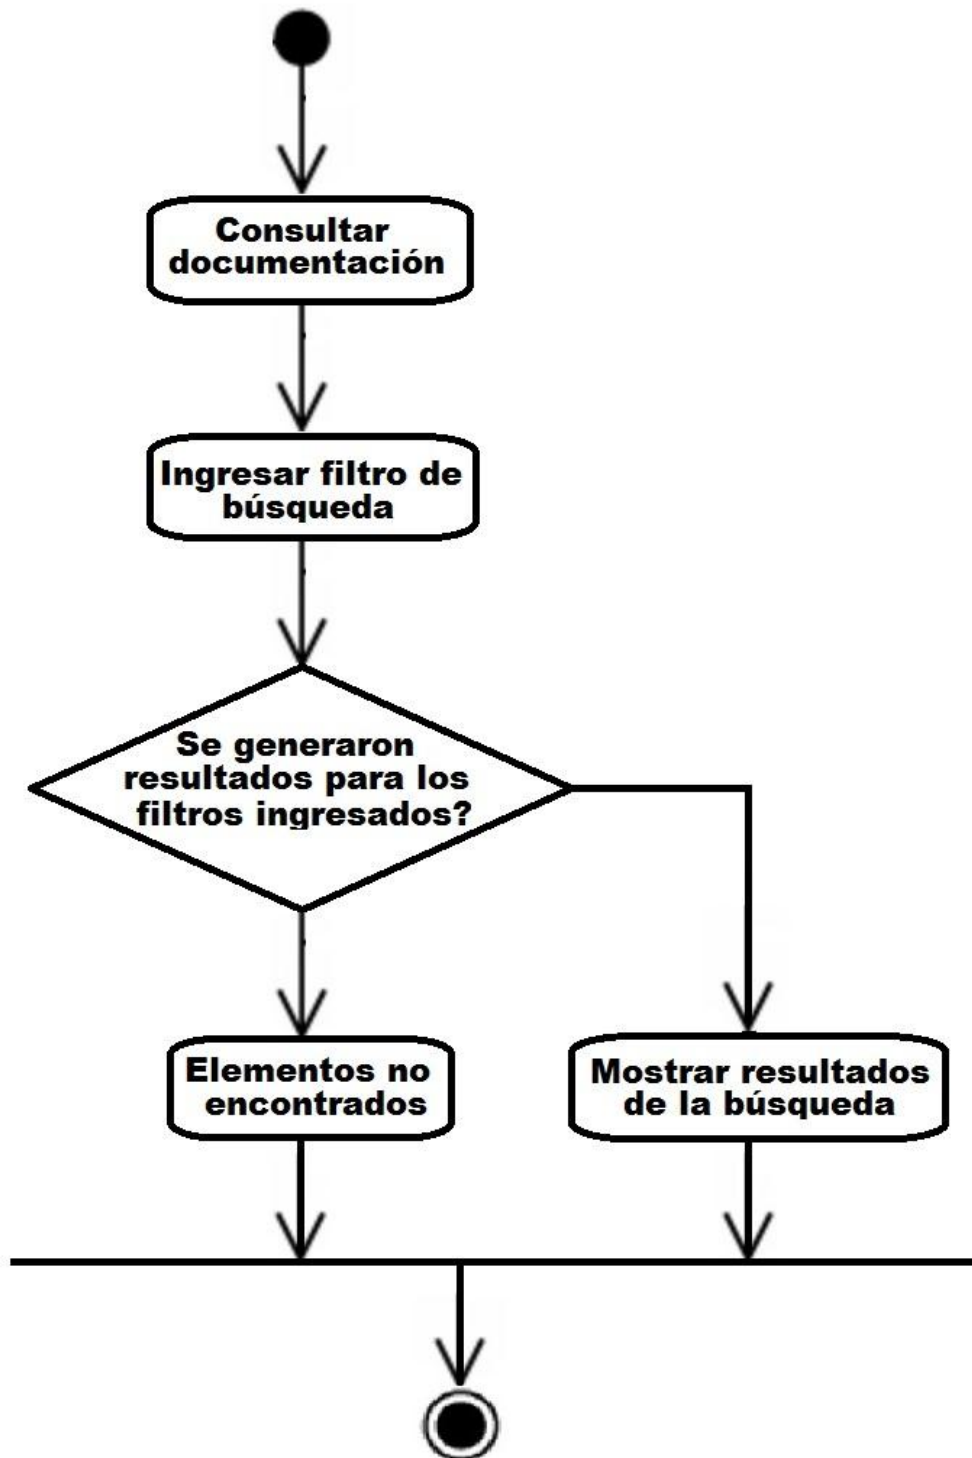 Consultar
documentación
Ingresar filtro de
búsqueda
Se generaron
resultados para los
filtros ingresados?
Elementos no
encontrados
Mostrar resultados
de la búsqueda